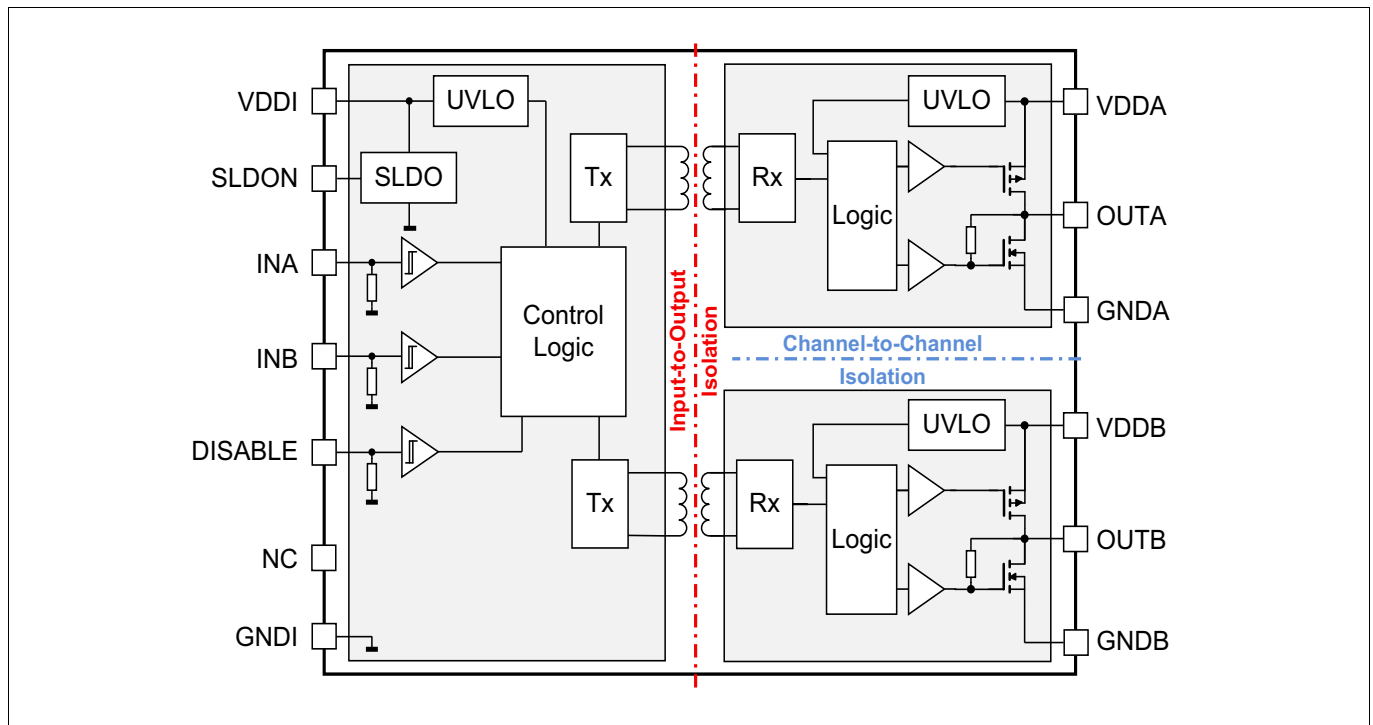 VDDI
SLDON
INA
INB
DISABLE
NC
GNDI
UVLO
SLDO
Tx
Control
Logic
Tx
Input-to-Output
Isolation
UVLO
Rx
Logic
VDDA
OUTA
GNDA
Channel-to-Channel
Isolation
UVLO
Rx
Logic
VDDB
OUTB
GNDB